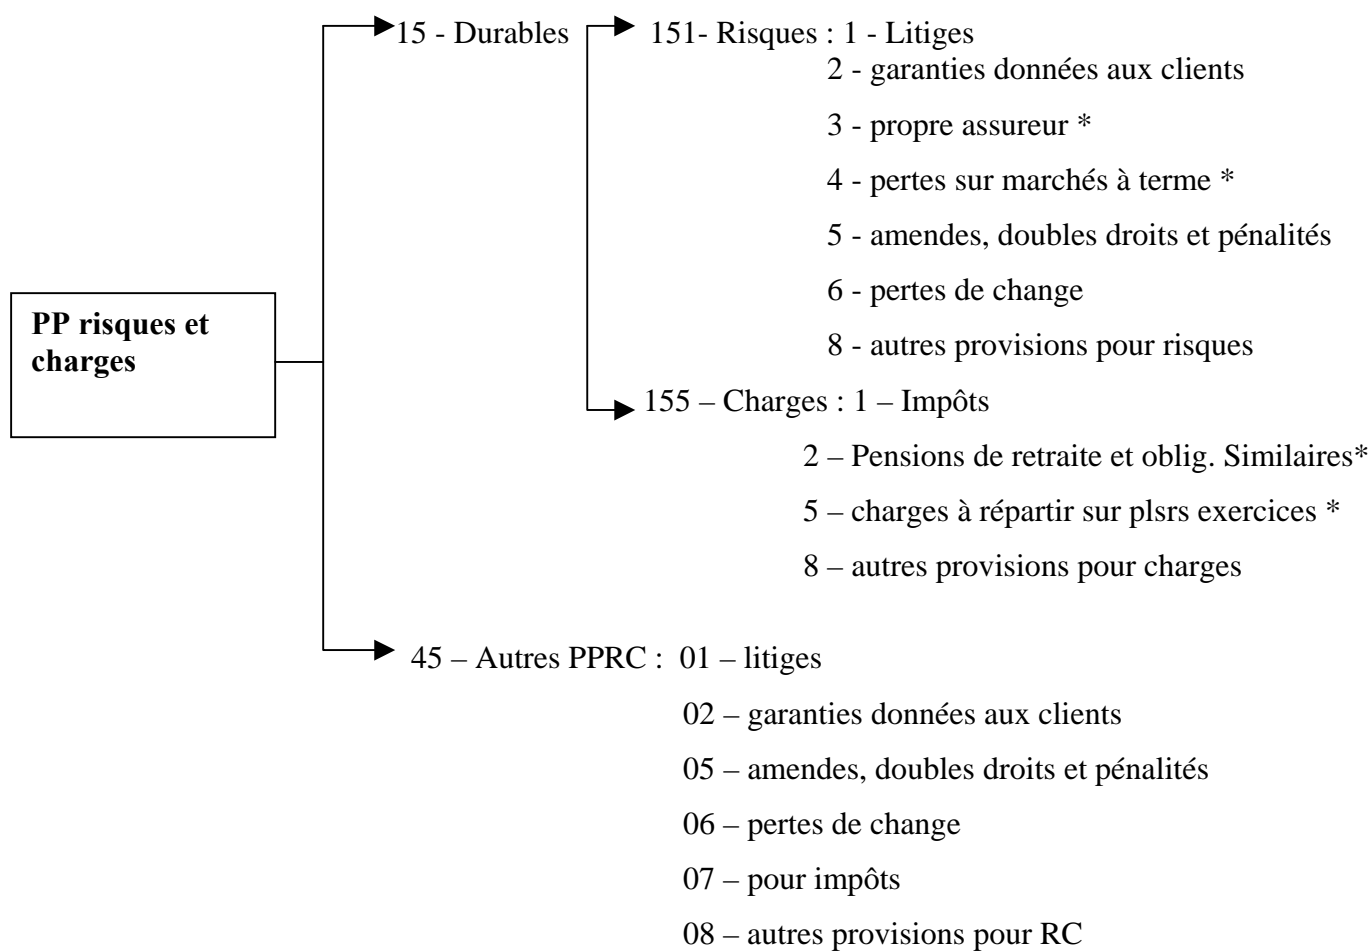 15 - Durables
151- Risques : 1 - Litiges
2 - garanties données aux clients
3 - propre assureur *
4 - pertes sur marchés à terme *
5 - amendes, doubles droits et pénalités
6 - pertes de change
8 - autres provisions pour risques
PP risques et
charges
155 – Charges : 1 – Impôts
2 – Pensions de retraite et oblig. Similaires*
5 – charges à répartir sur plsrs exercices *
8 – autres provisions pour charges
45 – Autres PPRC : 01 – litiges
02 – garanties données aux clients
05 – amendes, doubles droits et pénalités
06 – pertes de change
07 – pour impôts
08 – autres provisions pour RC